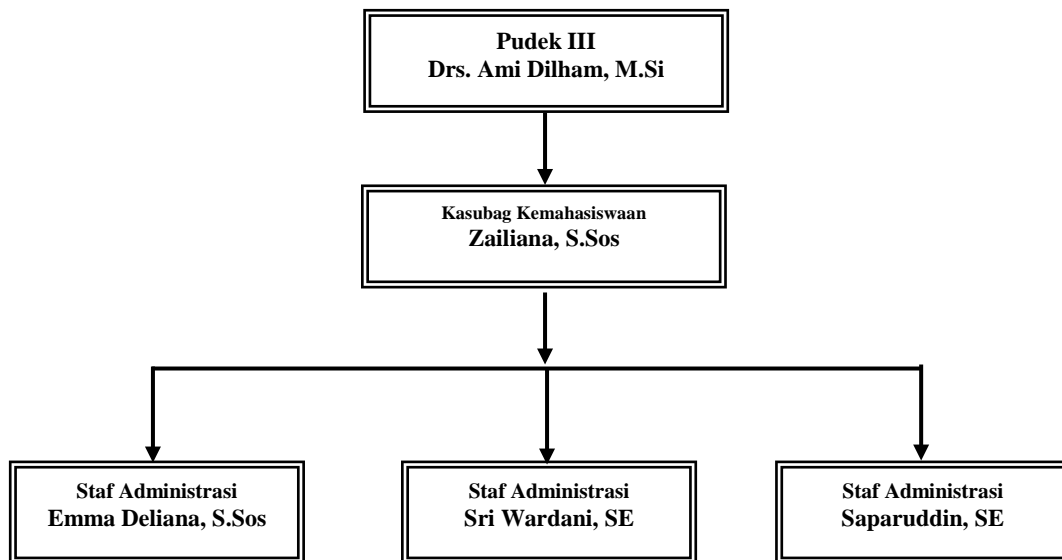 Pudek III
Drs. Ami Dilham, M.Si
Kasubag Kemahasiswaan
Zailiana, S.Sos
Staf Administrasi
Emma Deliana, S.Sos
Staf Administrasi
Sri Wardani, SE
Staf Administrasi
Saparuddin, SE